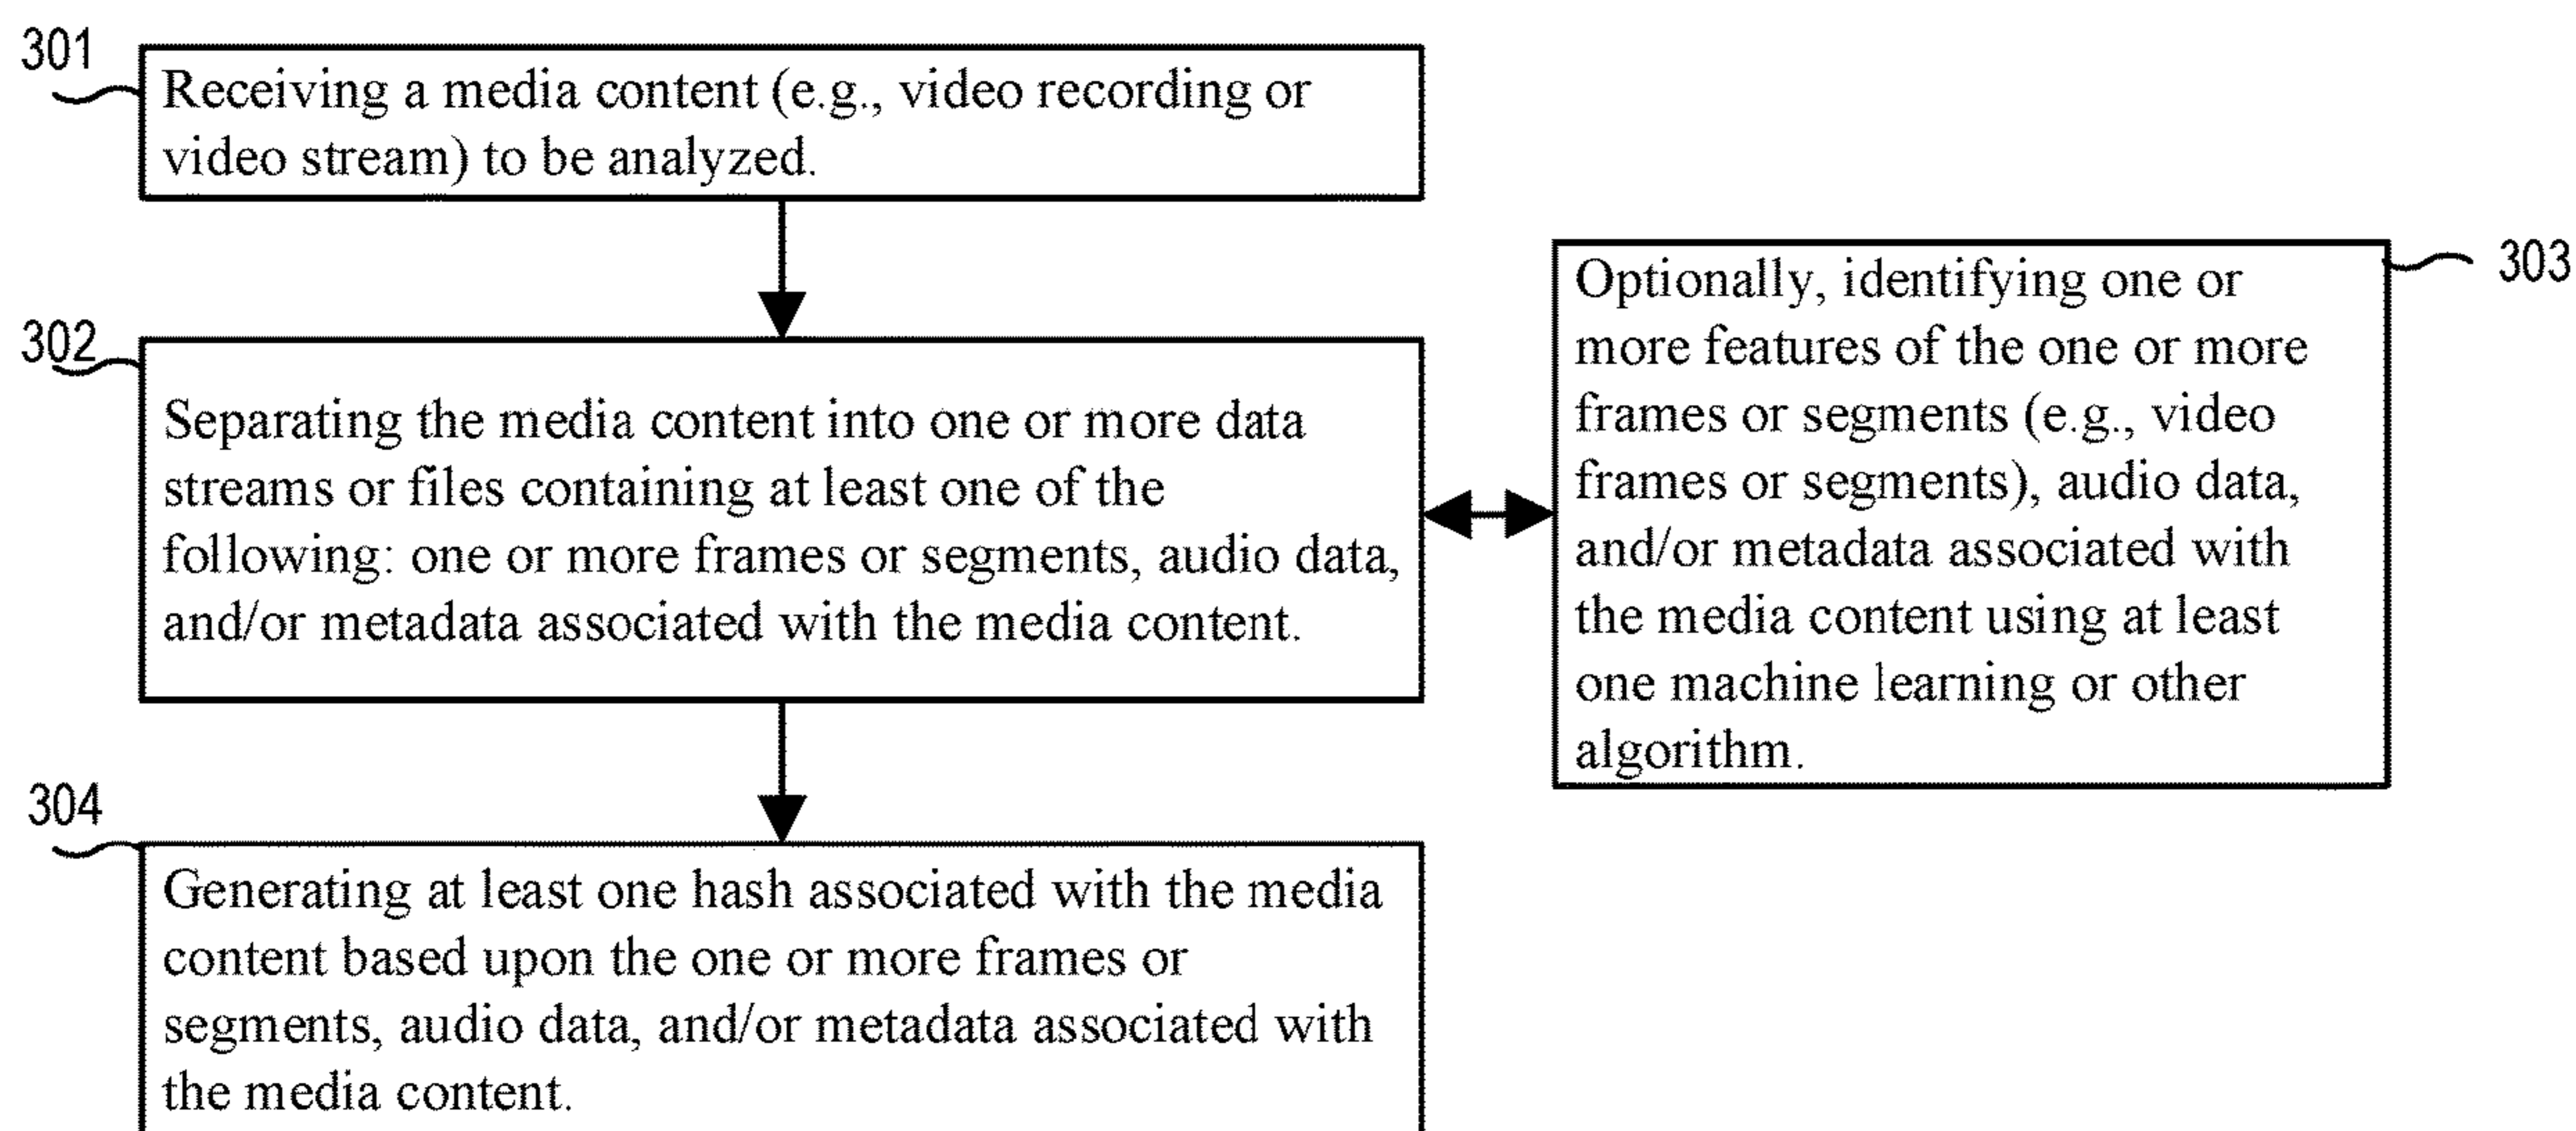 301
Receiving a media content (e.g., video recording or
video stream) to be analyzed.
302
Separating the media content into one or more data
streams or files containing at least one of the
following: one or more frames or segments, audio data,
and/or metadata associated with the media content.
303
Optionally, identifying one or
more features of the one or more
frames or segments (e.g., video
frames or segments), audio data,
and/or metadata associated with
the media content using at least
one machine learning or other
algorithm.
304
Generating at least one hash associated with the media
content based upon the one or more frames or
segments, audio data, and/or metadata associated with
the media content.